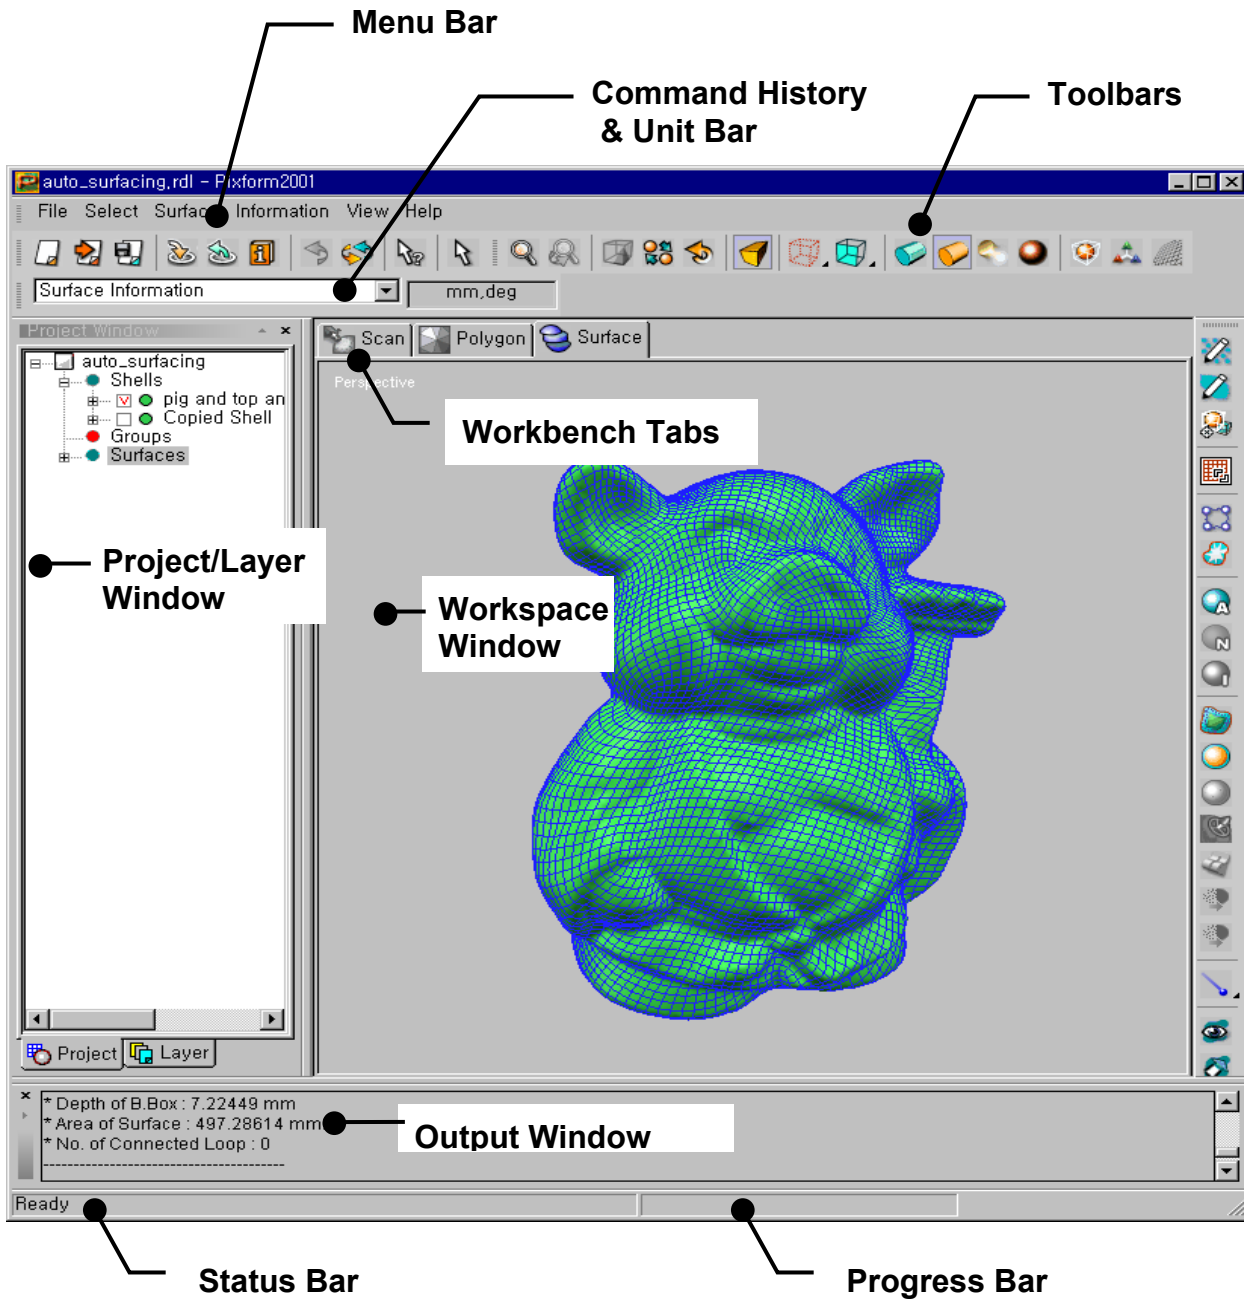 Menu Bar
Command History
& Unit Bar
Toolbars
auto_surfacing,rdl - Pixform2001
File Select Surface Information View Help
Surface Information
mm,deg
Project Window
Scan Polygon Surface
auto_surfacing
Shells
pig and top an
Copied Shell
Groups
Surfaces
Perspective
Workbench Tabs
Project/Layer
Window
Workspace
Window
Project Layer
* Depth of B.Box : 7.22449 mm
* Area of Surface : 497.28614 mm
* No. of Connected Loop : 0
----------------------------------------
Output Window
Ready
Status Bar
Progress Bar